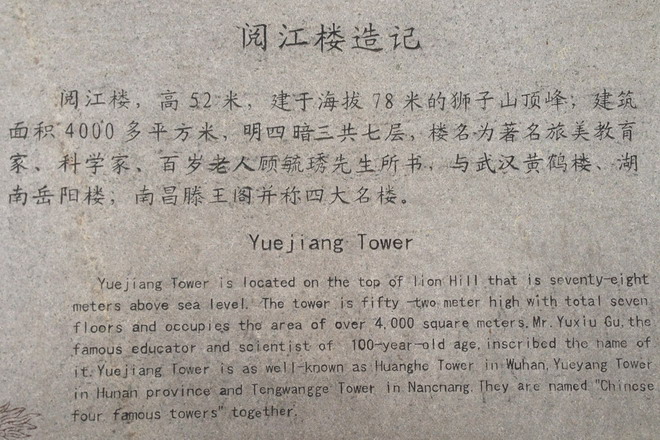 阅江楼造记
阅江楼，高52米，建于海拔78米的狮子山顶峰；建筑
面积4000多平方米，明四暗三共七层，楼名为著名旅美教育
家、科学家、百岁老人顾毓琇先生所书，与武汉黄鹤楼、湖
南岳阳楼；南昌滕王阁并称四大名楼。
Yuejiang Tower
Yuejiang Tower is located on the top of lion Hill that is seventy-eight
meters above sea level. The tower is fifty -two meter high with total seven
floors and occupies the area of over 4,000 square meters. Mr. Yuxiu Gu, the
famous educator and scientist of 100-year-old age, inscribed the name of
it. Yuejiang Tower is as well-known as Huanghe Tower in Wuhan, Yueyang Tower
in Hunan province and Tengwangge Tower in Nanchang. They are named "Chinese
four famous towers" together.